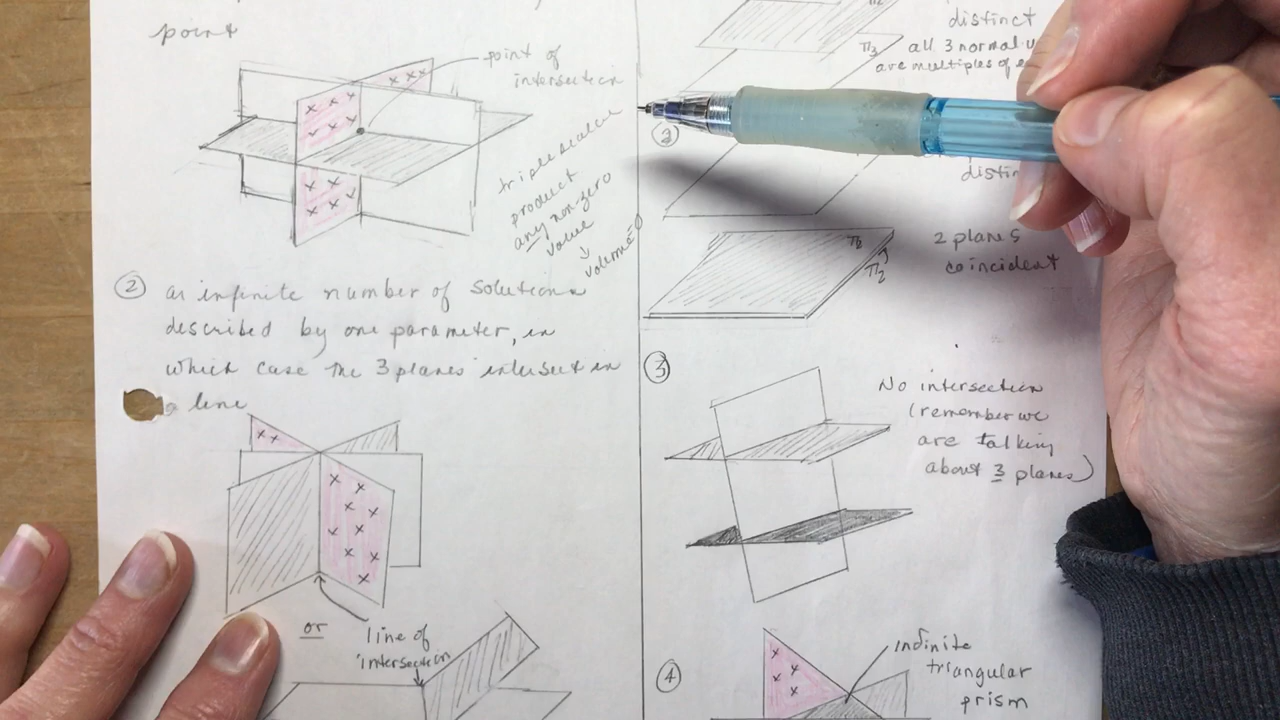 point
point of
intersection
triple scalar
product
any non-zero
value
volume ≠ 0
② an infinite number of solutions
described by one parameter, in
which case the 3 planes intersect in
a line
or
line of
intersection
distinct
π3
all 3 normal
are multiples of
②
distin
π2
π2
2 planes
coincident
③
No intersection
(remember we
are talking
about 3 planes)
④
infinite
triangular
prism